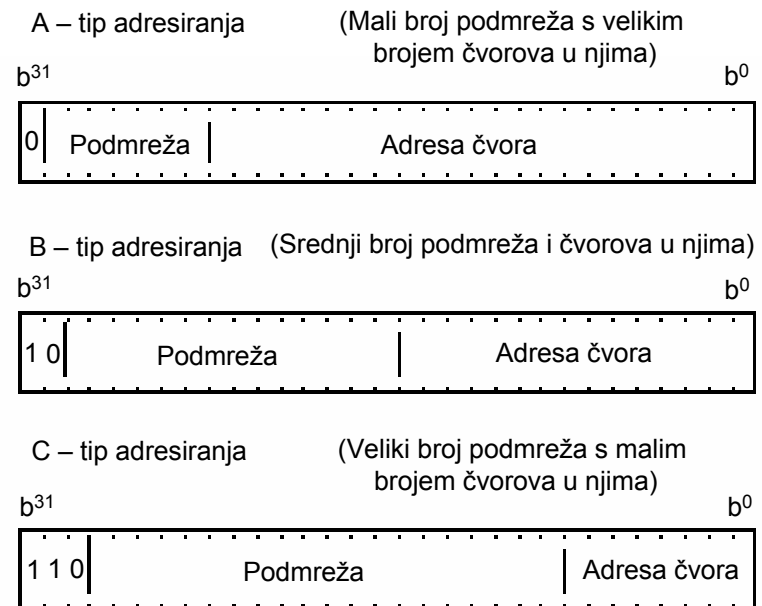 A – tip adresiranja (Mali broj podmreža s velikim
brojem čvorova u njima)
b31 b0
0 Podmreža Adresa čvora
B – tip adresiranja (Srednji broj podmreža i čvorova u njima)
b31 b0
1 0 Podmreža Adresa čvora
C – tip adresiranja (Veliki broj podmreža s malim
brojem čvorova u njima)
b31 b0
1 1 0 Podmreža Adresa čvora